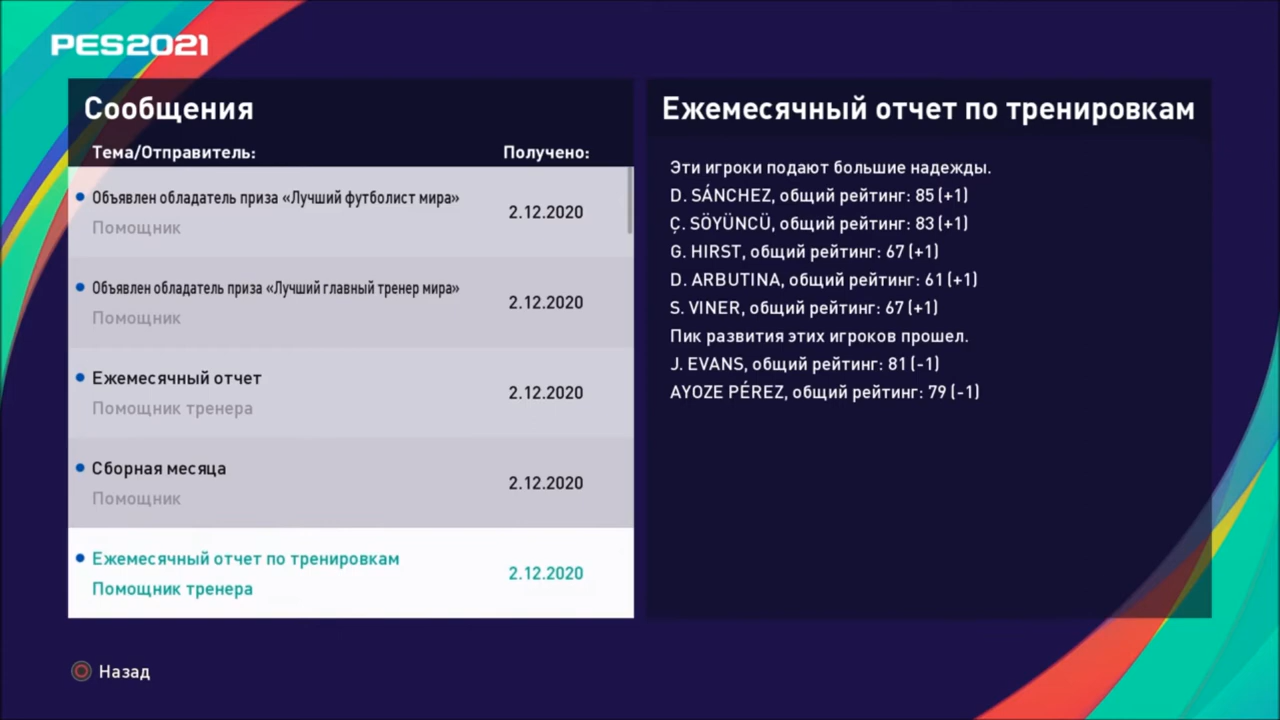 PES2021
Сообщения
Тема/Отправитель: Получено:
Объявлен обладатель приза «Лучший футболист мира»
Помощник
2.12.2020
Объявлен обладатель приза «Лучший главный тренер мира»
Помощник
2.12.2020
Ежемесячный отчет
Помощник тренера
2.12.2020
Сборная месяца
Помощник
2.12.2020
Ежемесячный отчет по тренировкам
Помощник тренера
2.12.2020
Ежемесячный отчет по тренировкам
Эти игроки подают большие надежды.
D. SÁNCHEZ, общий рейтинг: 85 (+1)
Ç. SÖYÜNCÜ, общий рейтинг: 83 (+1)
G. HIRST, общий рейтинг: 67 (+1)
D. ARBUTINA, общий рейтинг: 61 (+1)
S. VINER, общий рейтинг: 67 (+1)
Пик развития этих игроков прошел.
J. EVANS, общий рейтинг: 81 (-1)
AYOZE PÉREZ, общий рейтинг: 79 (-1)
Назад